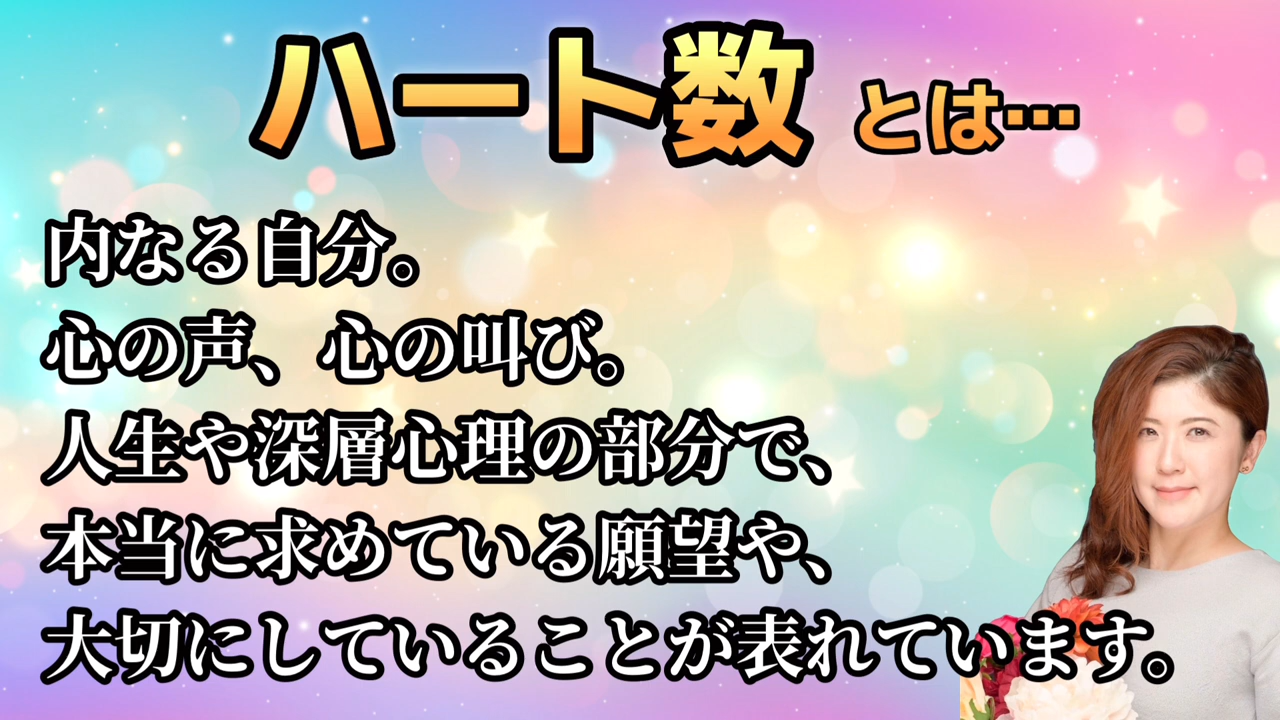 ハート数 とは…
内なる自分。
心の声、心の叫び。
人生や深層心理の部分で、
本当に求めている願望や、
大切にしていることが表れています。